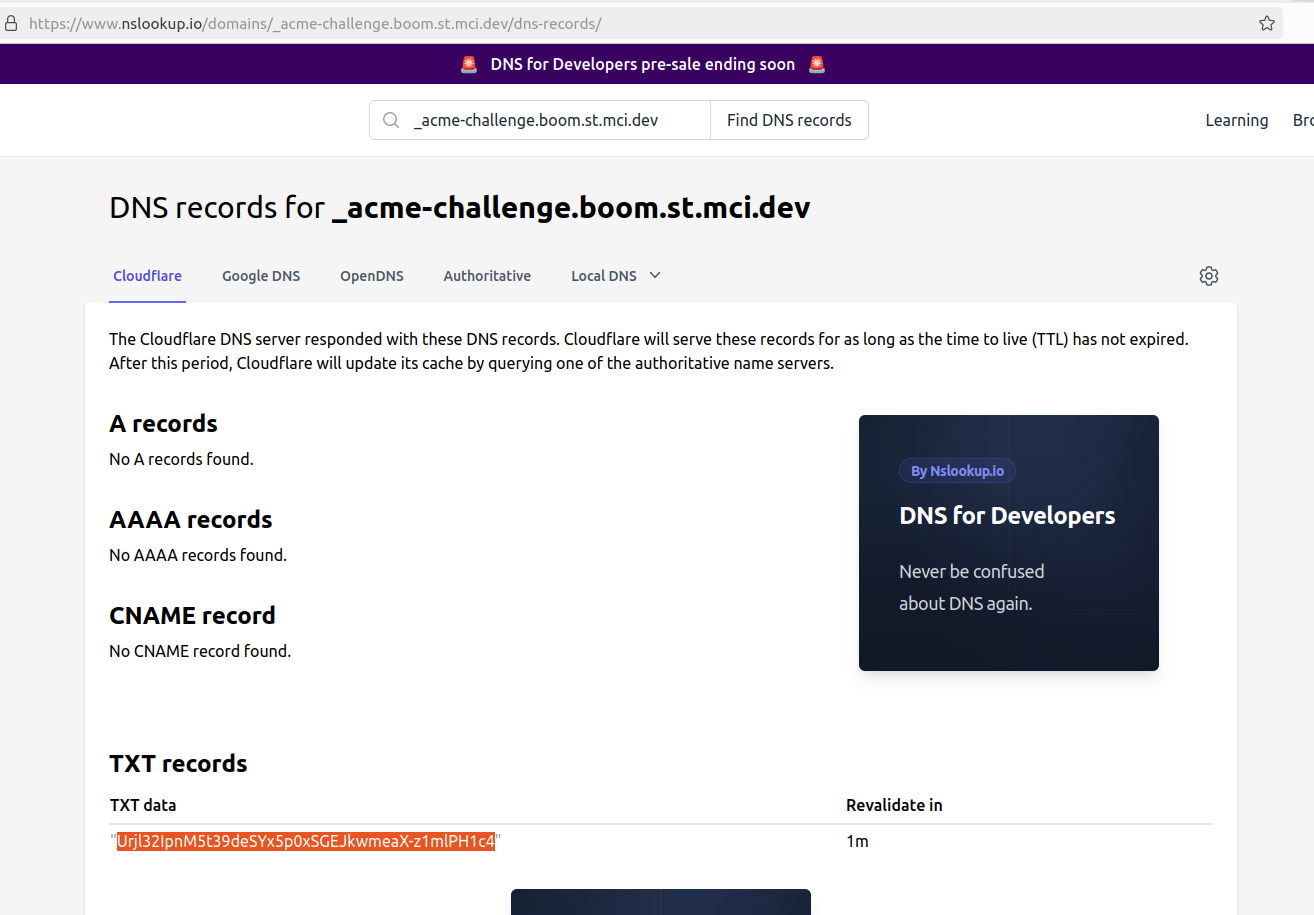 https://www.nslookup.io/domains/_acme-challenge.boom.st.mci.dev/dns-records/
🚨 DNS for Developers pre-sale ending soon 🚨
_acme-challenge.boom.st.mci.dev
Find DNS records
Learning
Bro
DNS records for _acme-challenge.boom.st.mci.dev
Cloudflare
Google DNS
OpenDNS
Authoritative
Local DNS
The Cloudflare DNS server responded with these DNS records. Cloudflare will serve these records for as long as the time to live (TTL) has not expired.
After this period, Cloudflare will update its cache by querying one of the authoritative name servers.
A records
No A records found.
AAAA records
No AAAA records found.
CNAME record
No CNAME record found.
By Nslookup.io
DNS for Developers
Never be confused
about DNS again.
TXT records
TXT data
Revalidate in
"Urjl32IpnM5t39deSYx5p0xSGEJkwmeaX-z1mlPH1c4"
1m